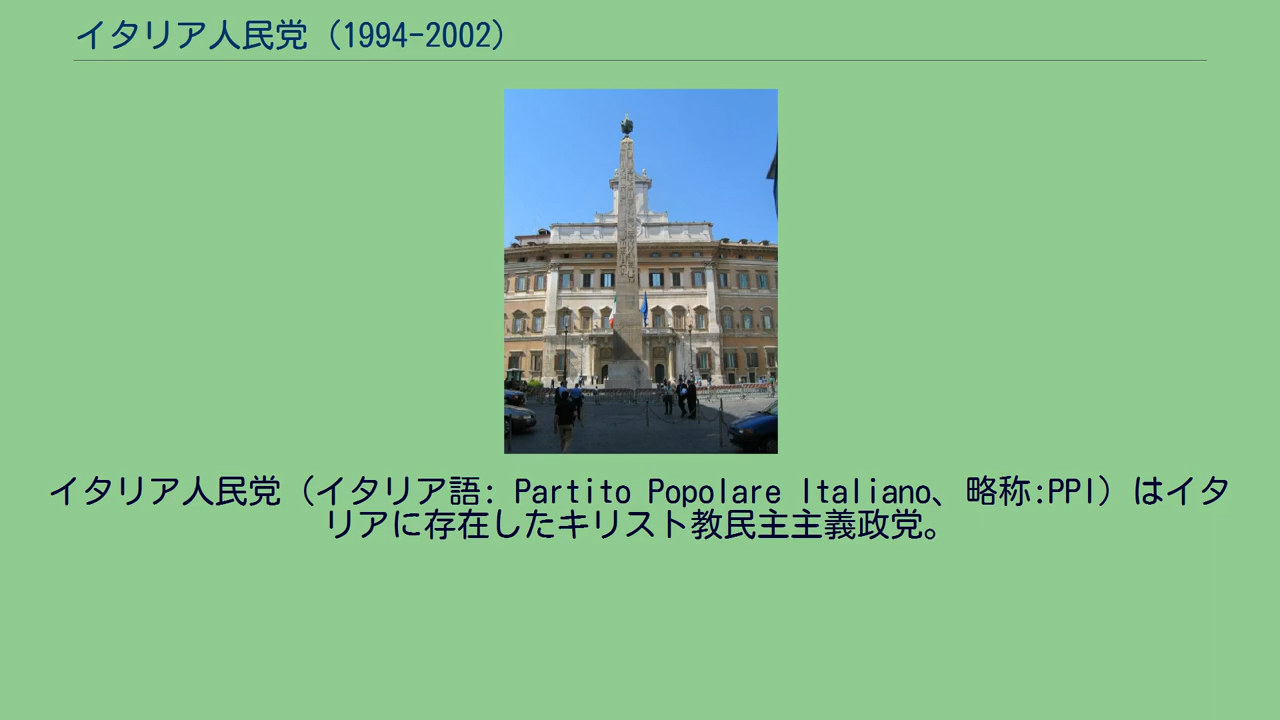 イタリア人民党（1994-2002）
イタリア人民党（イタリア語: Partito Popolare Italiano、略称:PPI）はイタ
リアに存在したキリスト教民主主義政党。